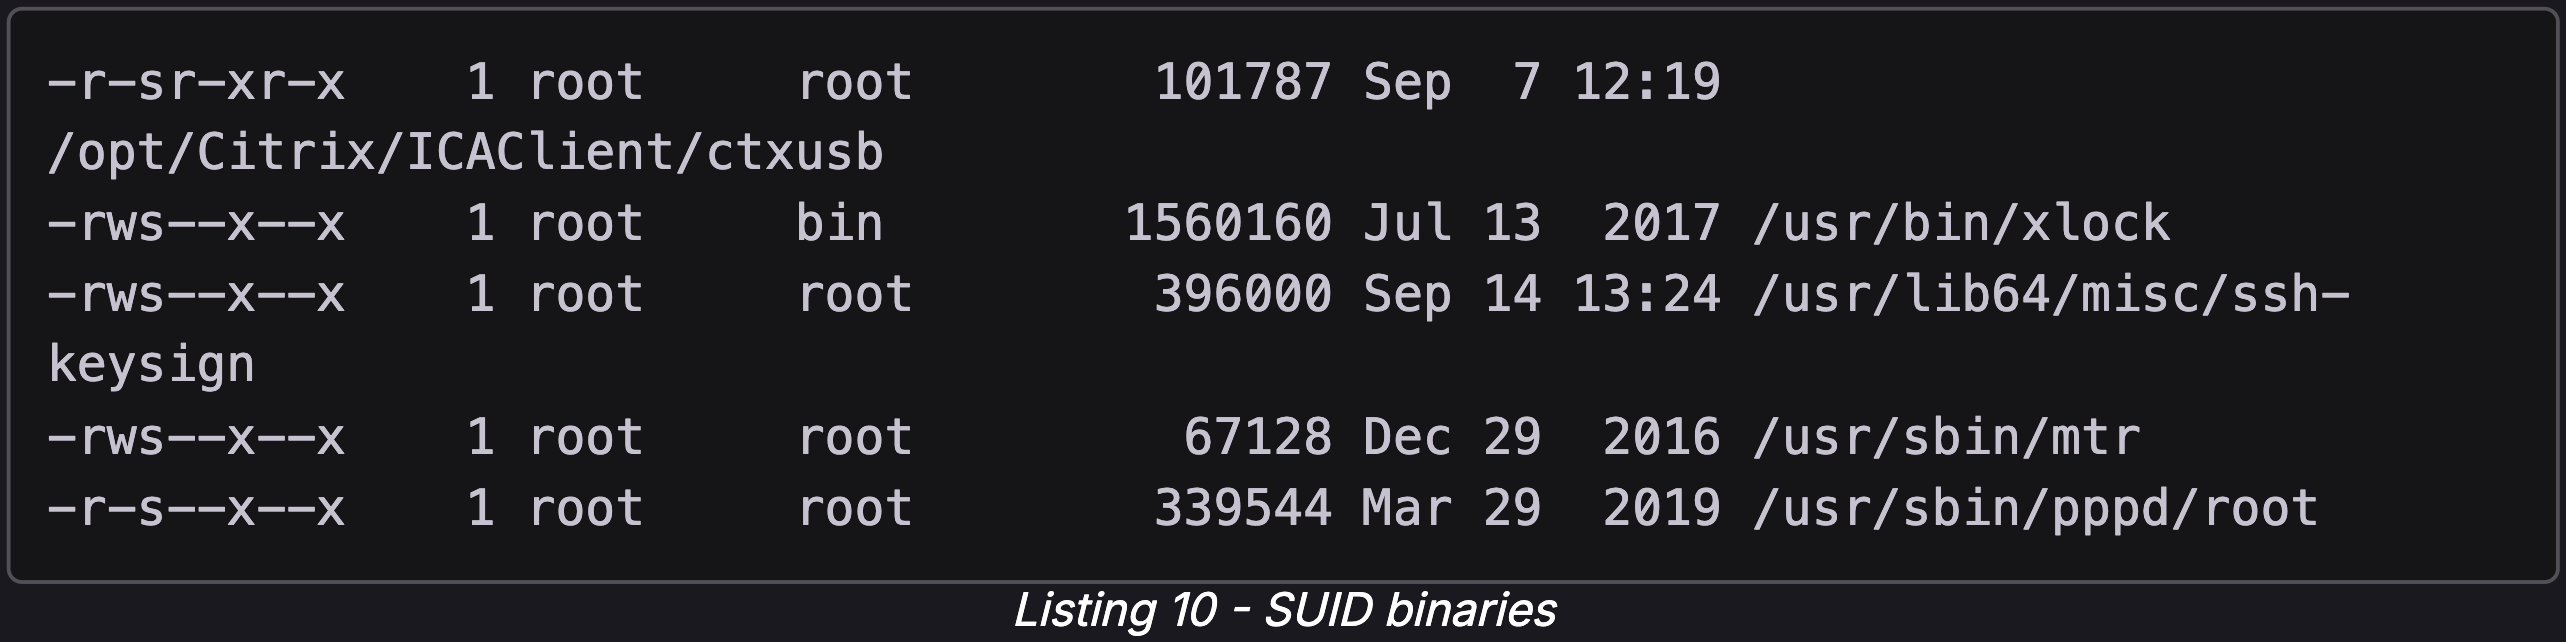 -r-sr-xr-x    1 root     root        101787 Sep  7 12:19
/opt/Citrix/ICAClient/ctxusb
-rws--x--x    1 root     bin        1560160 Jul 13  2017 /usr/bin/xlock
-rws--x--x    1 root     root        396000 Sep 14 13:24 /usr/lib64/misc/ssh-
keysign
-rws--x--x    1 root     root         67128 Dec 29  2016 /usr/sbin/mtr
-r-s--x--x    1 root     root        339544 Mar 29  2019 /usr/sbin/pppd/root
Listing 10 - SUID binaries